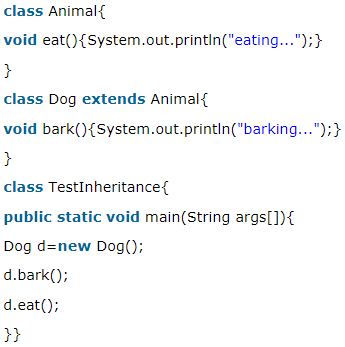 class Animal{
void eat(){System.out.println("eating...");}
}
class Dog extends Animal{
void bark(){System.out.println("barking...");}
}
class TestInheritance{
public static void main(String args[]){
Dog d=new Dog();
d.bark();
d.eat();
}}